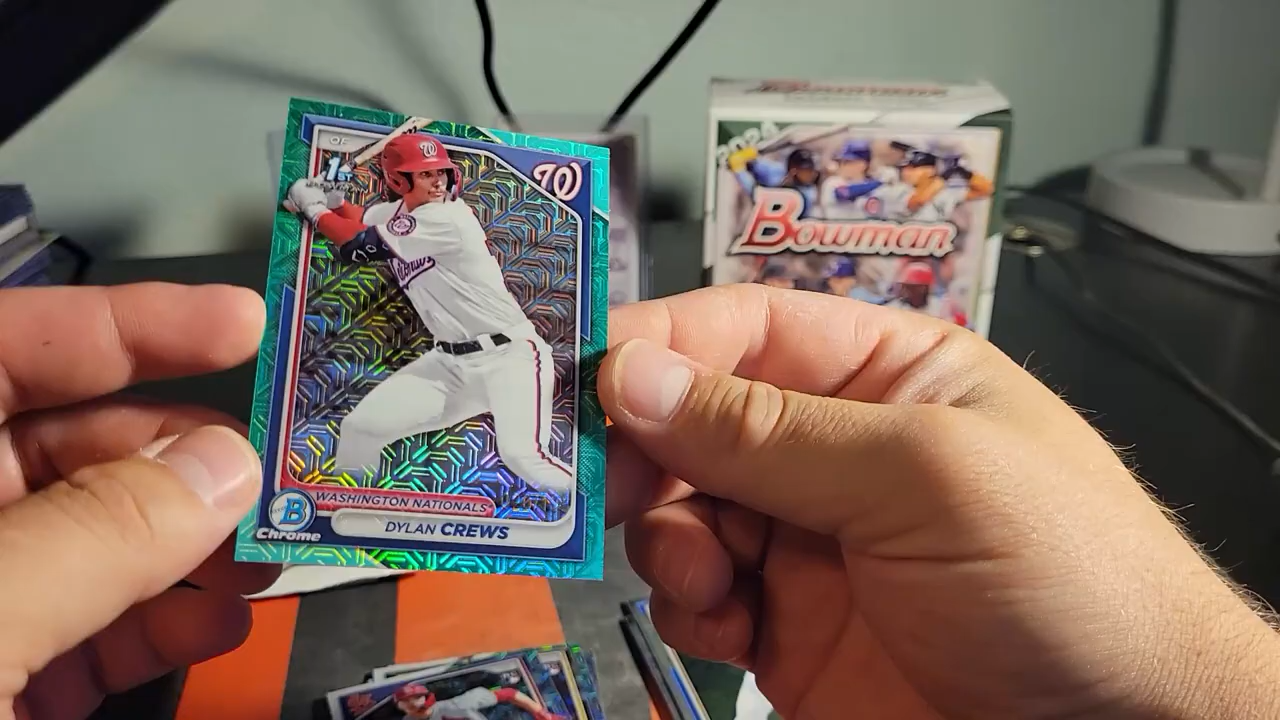 OF
1ST
W
W
Nationals
WASHINGTON NATIONALS
DYLAN CREWS
B
Chrome
2024
Bowman